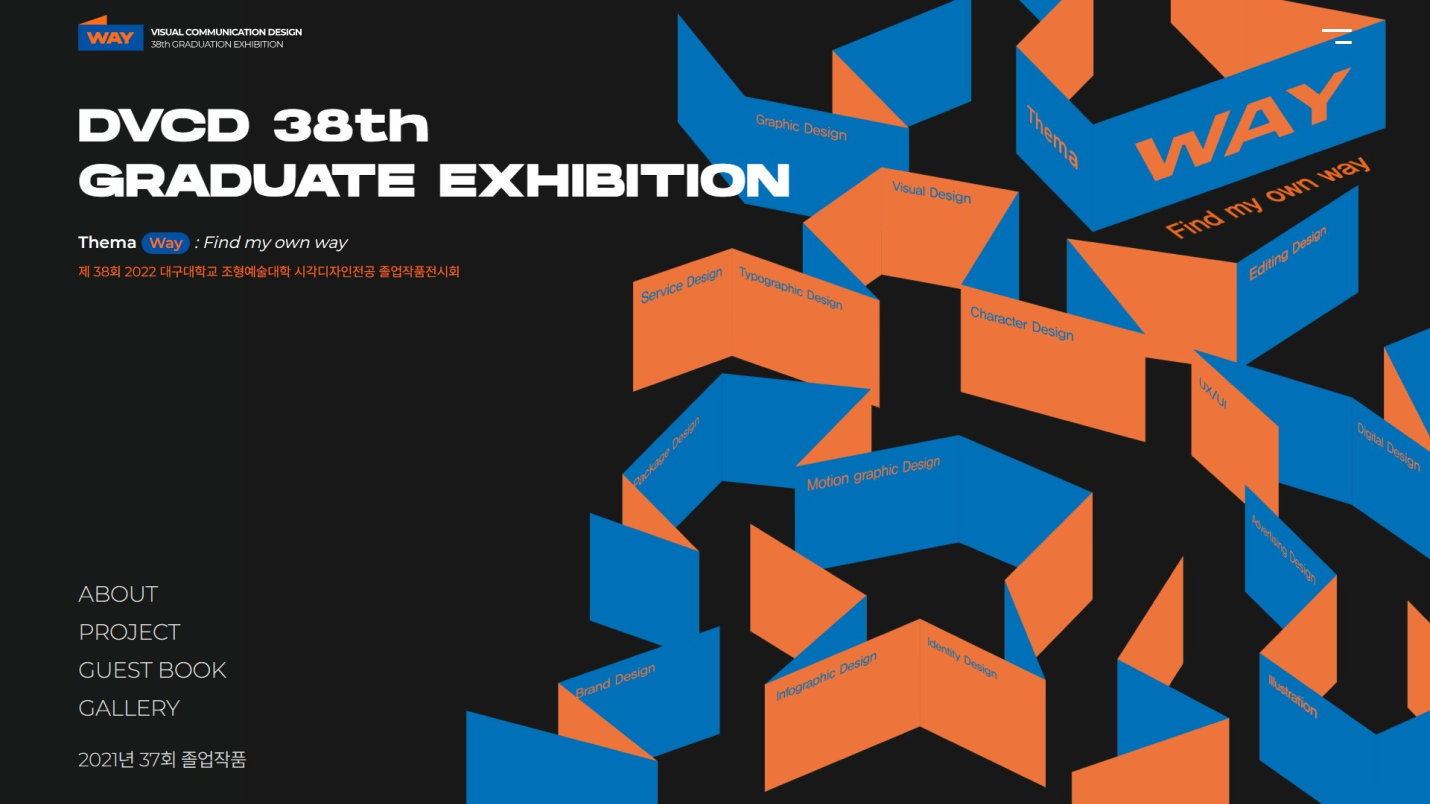 WAY
VISUAL COMMUNICATION DESIGN
38th GRADUATION EXHIBITION
DVCD 38th
GRADUATE EXHIBITION
Thema Way : Find my own way
제 38회 2022 대구대학교 조형예술대학 시각디자인전공 졸업작품전시회
ABOUT
PROJECT
GUEST BOOK
GALLERY
2021년 37회 졸업작품
Thema
WAY
Find my own way
Graphic Design
Visual Design
Service Design
Typographic Design
Character Design
Editing Design
UX/UI
Digital Design
Package Design
Motion graphic Design
Advertising Design
Brand Design
Infographic Design
Identity Design
Illustration